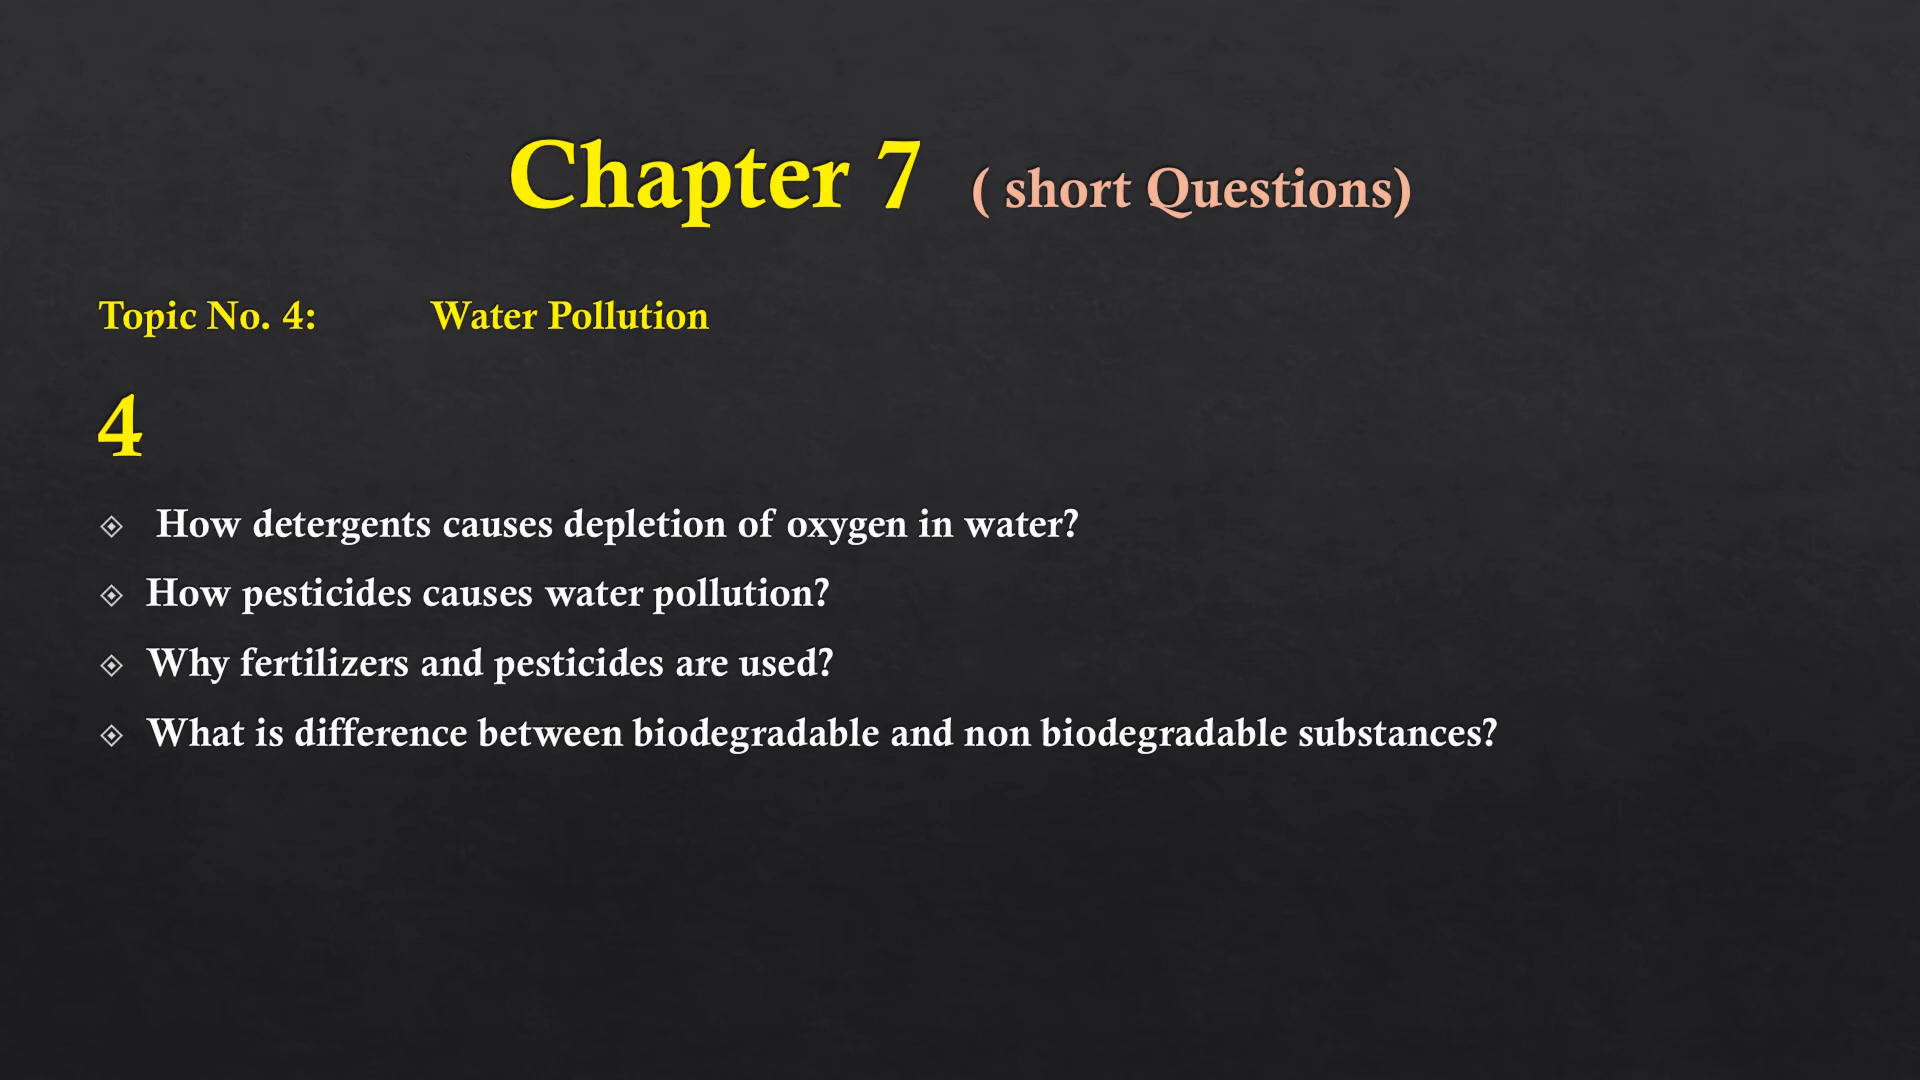 Chapter 7 ( short Questions)
Topic No. 4: Water Pollution
4
How detergents causes depletion of oxygen in water?
How pesticides causes water pollution?
Why fertilizers and pesticides are used?
What is difference between biodegradable and non biodegradable substances?